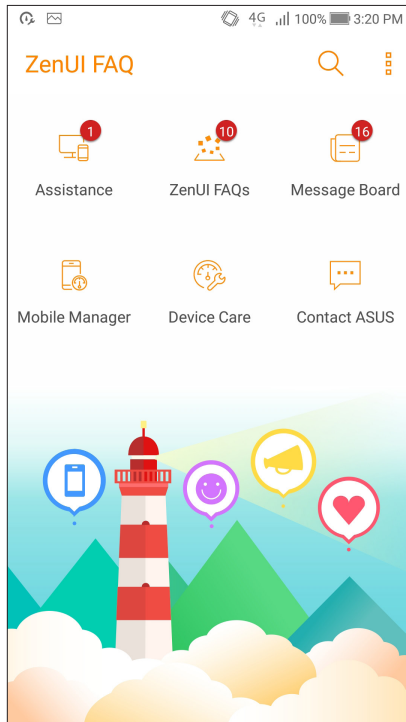 4G 100% 3:20 PM
ZenUI FAQ
1 10 16
Assistance ZenUI FAQs Message Board
Mobile Manager Device Care Contact ASUS